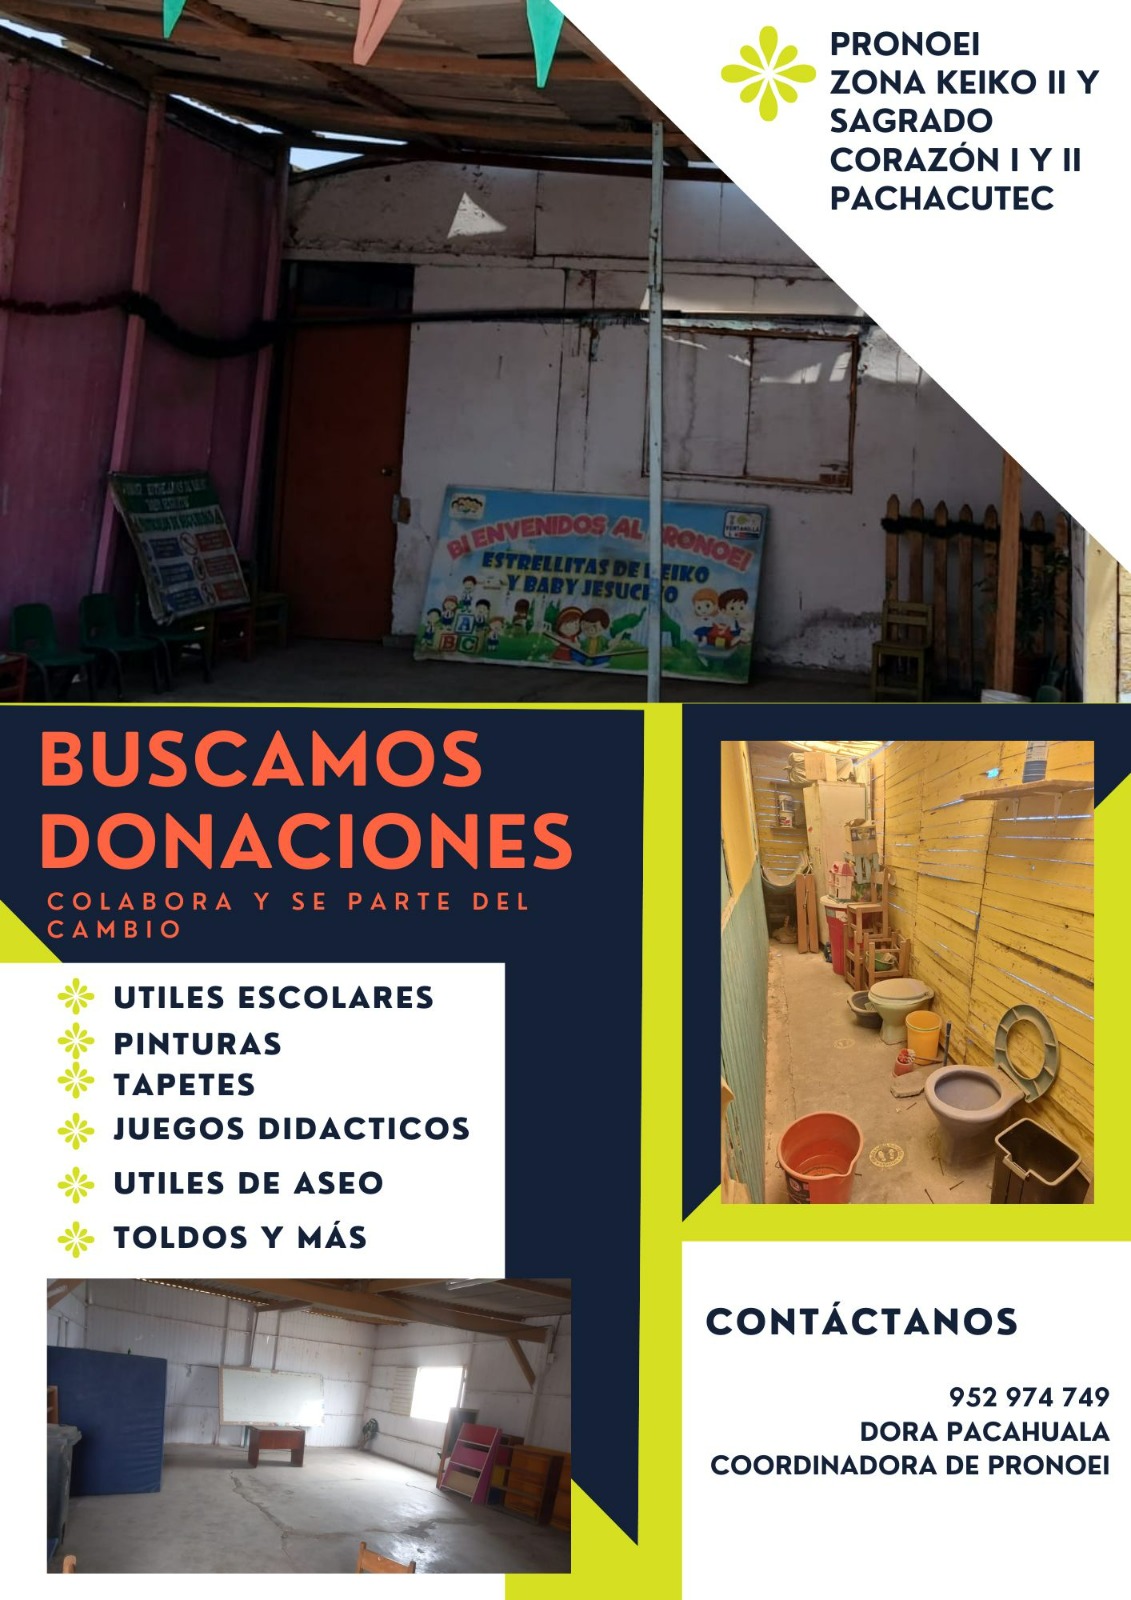 PRONOEI
ZONA KEIKO II Y
SAGRADO
CORAZÓN I Y II
PACHACUTEC
BIENVENIDOS AL PRONOEI
ESTRELLITAS DE KEIKO
Y BABY JESUCITO
A
BC
BUSCAMOS
DONACIONES
COLABORA Y SE PARTE DEL
CAMBIO
UTILES ESCOLARES
PINTURAS
TAPETES
JUEGOS DIDACTICOS
UTILES DE ASEO
TOLDOS Y MÁS
CONTÁCTANOS
952 974 749
DORA PACAHUALA
COORDINADORA DE PRONOEI